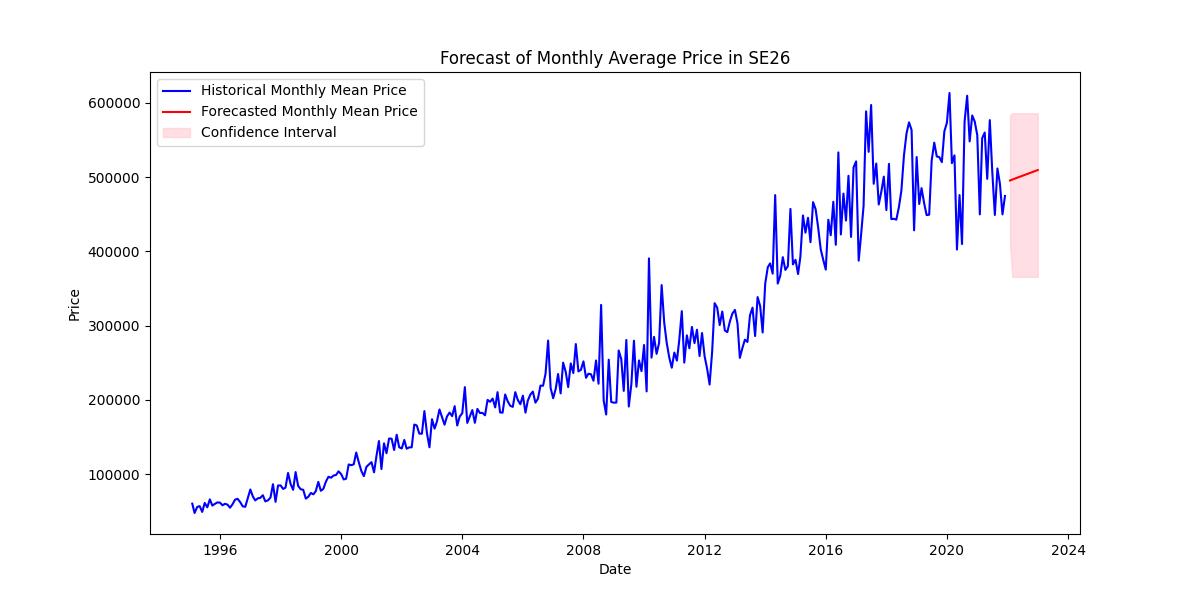 Forecast of Monthly Average Price in SE26
Historical Monthly Mean Price
Forecasted Monthly Mean Price
Confidence Interval
600000
500000
400000
300000
200000
100000
Price
1996 2000 2004 2008 2012 2016 2020 2024
Date